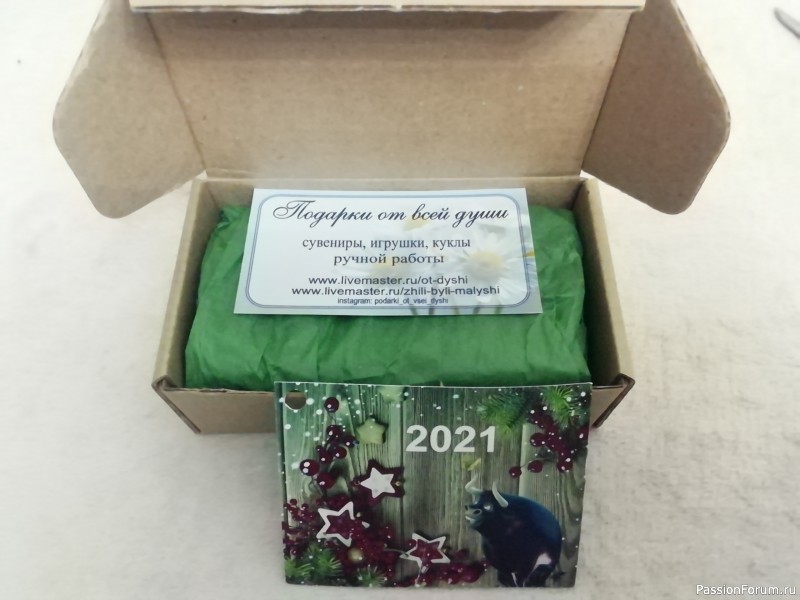 Подарки от всей души
сувениры, игрушки, куклы
ручной работы
www.livemaster.ru/ot-dyshi
www.livemaster.ru/zhili-byli-malyshi
instagram: podarki_ot_vsei_dyshi
2021
PassionForum.ru